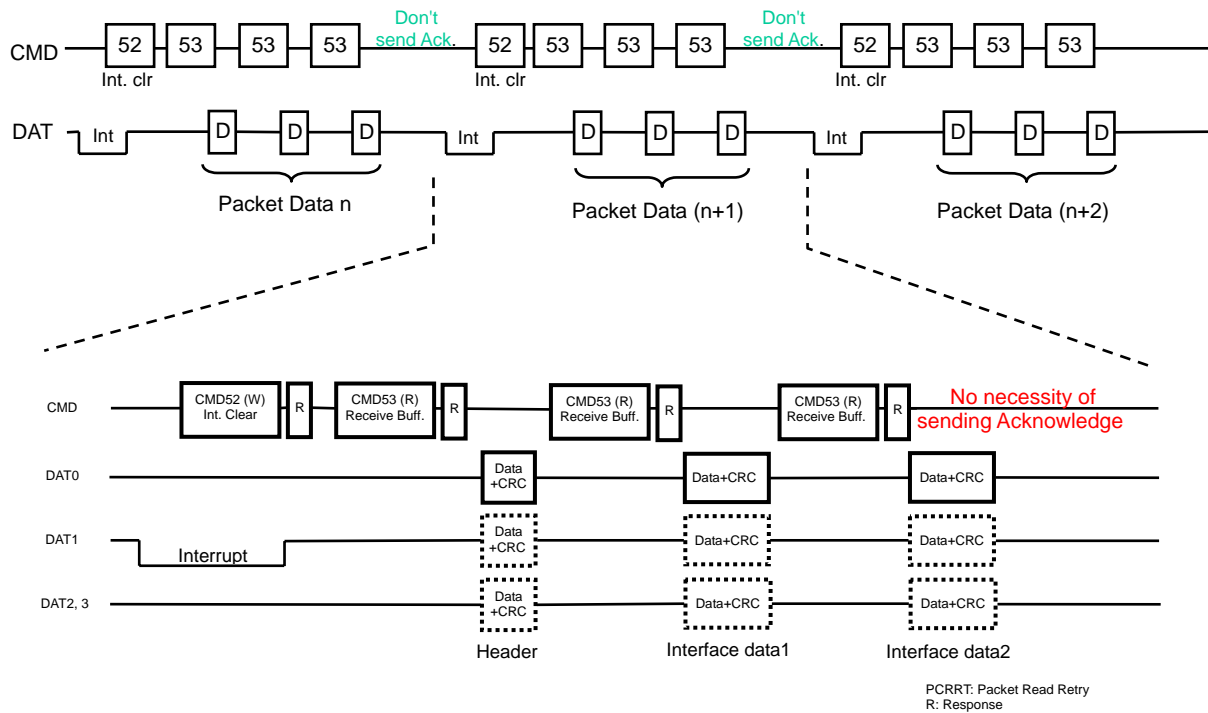 Don't
send Ack.
Don't
send Ack.
CMD 52 53 53 53 52 53 53 53 52 53 53 53
Int. clr Int. clr Int. clr
DAT Int D D D Int D D D Int D D D
Packet Data n Packet Data (n+1) Packet Data (n+2)
CMD
CMD52 (W)
Int. Clear
R
CMD53 (R)
Receive Buff.
R
CMD53 (R)
Receive Buff.
R
CMD53 (R)
Receive Buff.
R
No necessity of
sending Acknowledge
DAT0
Data
+CRC
Data+CRC
Data+CRC
DAT1
Interrupt
Data
+CRC
Data+CRC
Data+CRC
DAT2, 3
Data
+CRC
Data+CRC
Data+CRC
Header Interface data1 Interface data2
PCRRT: Packet Read Retry
R: Response